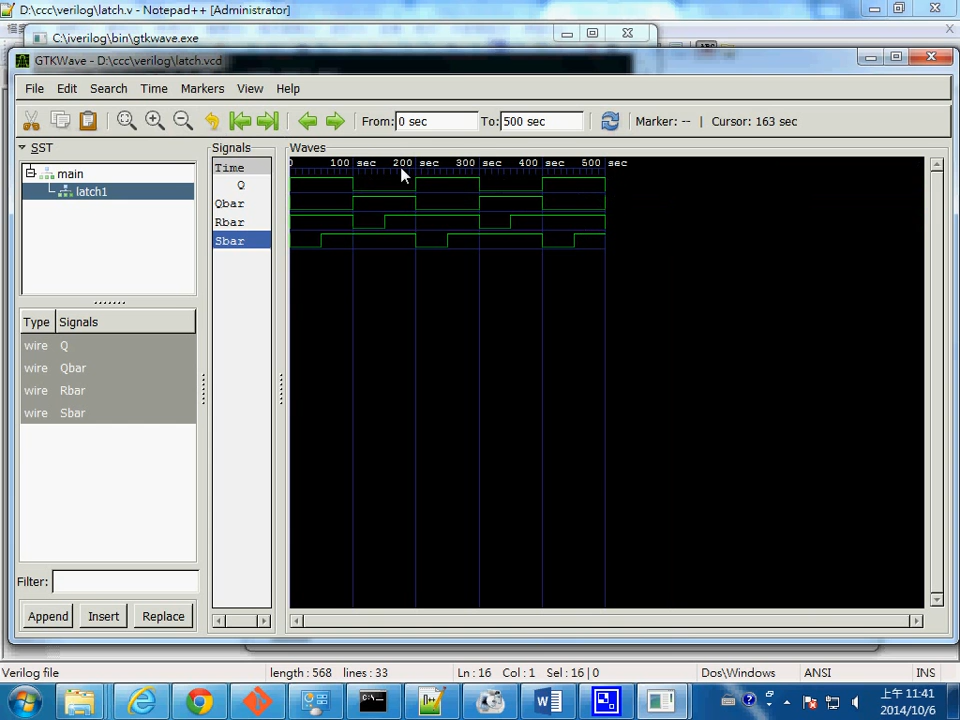 D:\ccc\verilog\latch.v - Notepad++ [Administrator]
C:\iverilog\bin\gtkwave.exe
GTKWave - D:\ccc\verilog\latch.vcd
File Edit Search Time Markers View Help
From: 0 sec To: 500 sec Marker: -- Cursor: 163 sec
SST
main
latch1
Type Signals
wire Q
wire Qbar
wire Rbar
wire Sbar
Filter:
Append Insert Replace
Signals
Time
Q
Qbar
Rbar
Sbar
Waves
0 100 sec 200 sec 300 sec 400 sec 500 sec
Verilog file length : 568 lines : 33 Ln : 16 Col : 1 Sel : 16 | 0 Dos\Windows ANSI INS
上午 11:41
2014/10/6